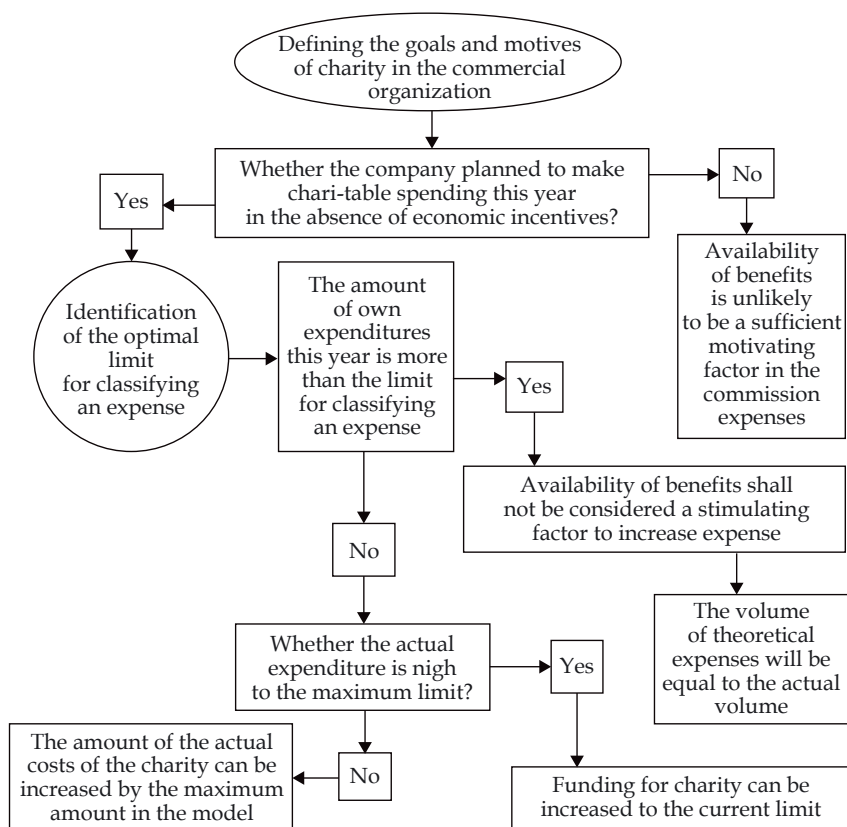 Defining the goals and motives
of charity in the commercial
organization
Whether the company planned to make
chari-table spending this year
in the absence of economic incentives?
Yes
No
Identification
of the optimal
limit
for classifying
an expense
The amount
of own
expenditures
this year is more
than the limit
for classifying
an expense
Yes
Availability
of benefits
is unlikely
to be a sufficient
motivating
factor in the
commission
expenses
Availability of benefits shall
not be considered a stimulating
factor to increase expense
No
The volume
of theoretical
expenses will be
equal to the actual
volume
Whether the actual
expenditure is nigh
to the maximum limit?
Yes
No
The amount of the actual
costs of the charity can be
increased by the maximum
amount in the model
Funding for charity can be
increased to the current limit